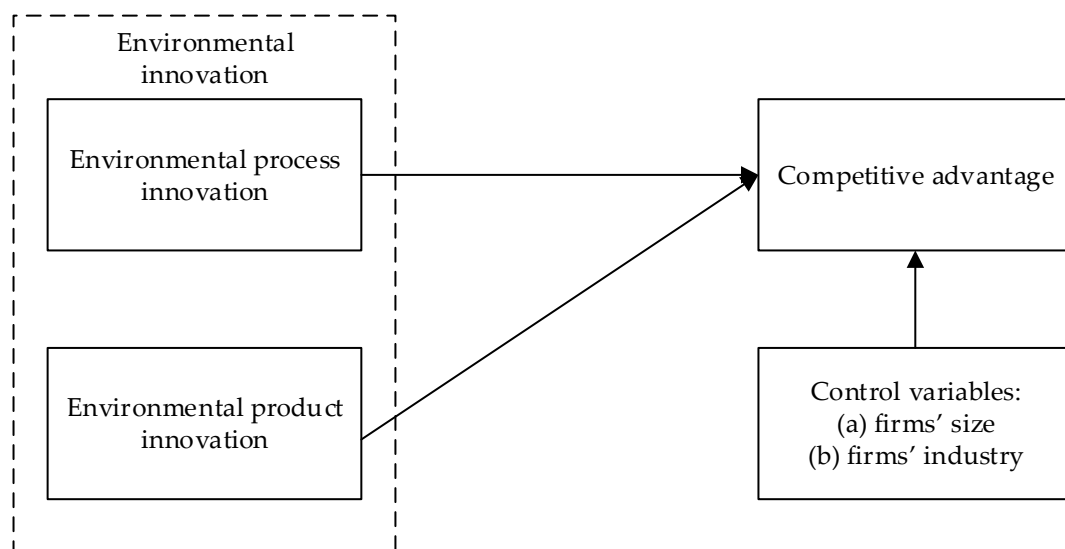 Environmental
innovation
Environmental process
innovation
Competitive advantage
Environmental product
innovation
Control variables:
(a) firms’ size
(b) firms’ industry